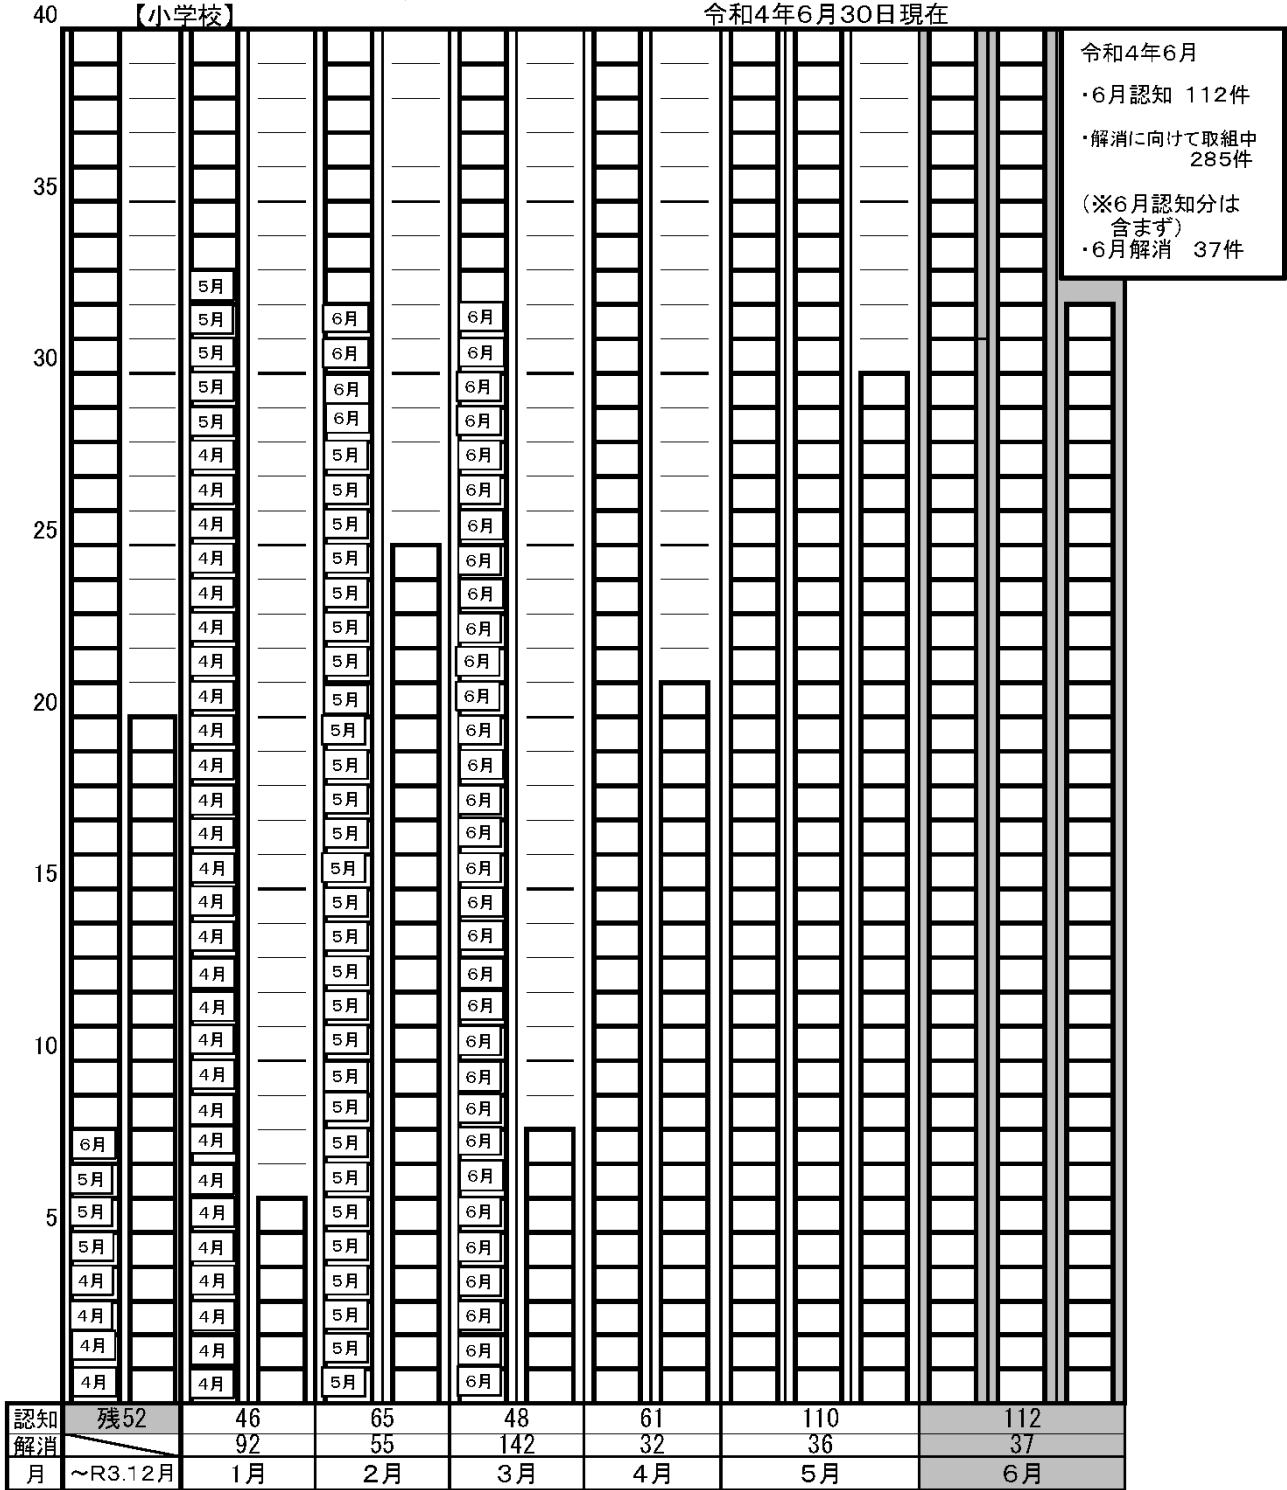 40 【小学校】 令和4年6月30日現在
令和4年6月
・6月認知 112件
・解消に向けて取組中
285件
(※6月認知分は
含まず)
・6月解消 37件
35
5月
5月 6月 6月
30 5月 6月 6月
5月 6月 6月
5月 6月 6月
4月 5月 6月
4月 5月 6月
25 4月 5月 6月
4月 5月 6月
4月 5月 6月
4月 5月 6月
4月 5月 6月
20 4月 5月 6月
4月 5月 6月
4月 5月 6月
4月 5月 6月
4月 5月 6月
15 4月 5月 6月
4月 5月 6月
4月 5月 6月
4月 5月 6月
4月 5月 6月
10 4月 5月 6月
4月 5月 6月
4月 5月 6月
6月 4月 5月 6月
5月 4月 5月 6月
5 5月 4月 5月 6月
5月 4月 5月 6月
4月 4月 5月 6月
4月 4月 5月 6月
4月 4月 5月 6月
4月 4月 5月 6月
認知 残52 46 65 48 61 110 112
解消 92 55 142 32 36 37
月 ～R3.12月 1月 2月 3月 4月 5月 6月